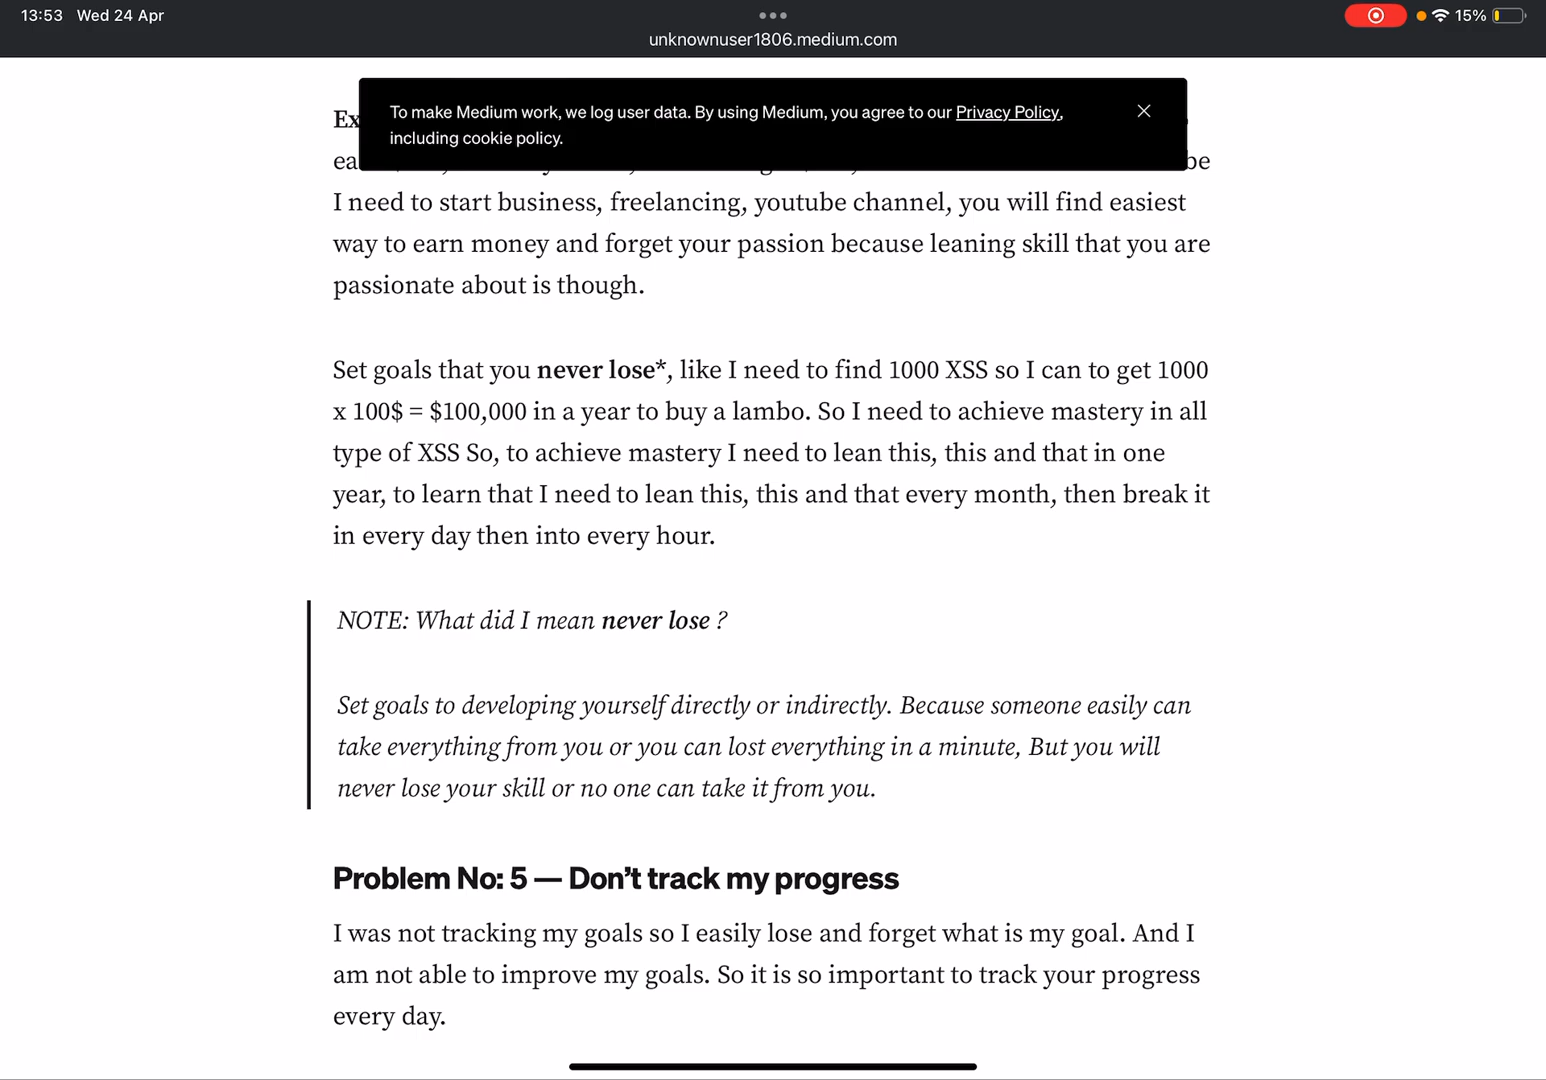 13:53 Wed 24 Apr
15%
unknownuser1806.medium.com
To make Medium work, we log user data. By using Medium, you agree to our Privacy Policy,
including cookie policy.
Ex
ea be
I need to start business, freelancing, youtube channel, you will find easiest
way to earn money and forget your passion because leaning skill that you are
passionate about is though.
Set goals that you never lose*, like I need to find 1000 XSS so I can to get 1000
x 100$ = $100,000 in a year to buy a lambo. So I need to achieve mastery in all
type of XSS So, to achieve mastery I need to lean this, this and that in one
year, to learn that I need to lean this, this and that every month, then break it
in every day then into every hour.
NOTE: What did I mean never lose ?
Set goals to developing yourself directly or indirectly. Because someone easily can
take everything from you or you can lost everything in a minute, But you will
never lose your skill or no one can take it from you.
Problem No: 5 — Don’t track my progress
I was not tracking my goals so I easily lose and forget what is my goal. And I
am not able to improve my goals. So it is so important to track your progress
every day.